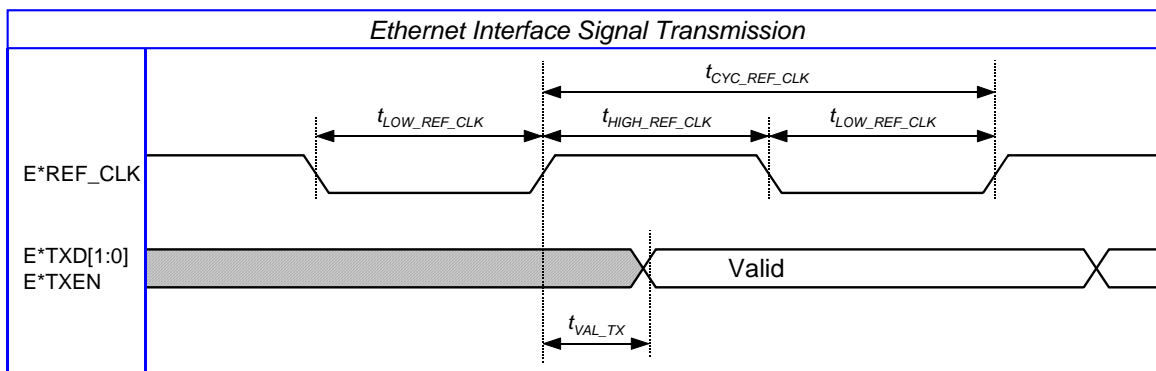 Ethernet Interface Signal Transmission
tCYC_REF_CLK
tLOW_REF_CLK
tHIGH_REF_CLK
tLOW_REF_CLK
E*REF_CLK
E*TXD[1:0]
E*TXEN
Valid
tVAL_TX